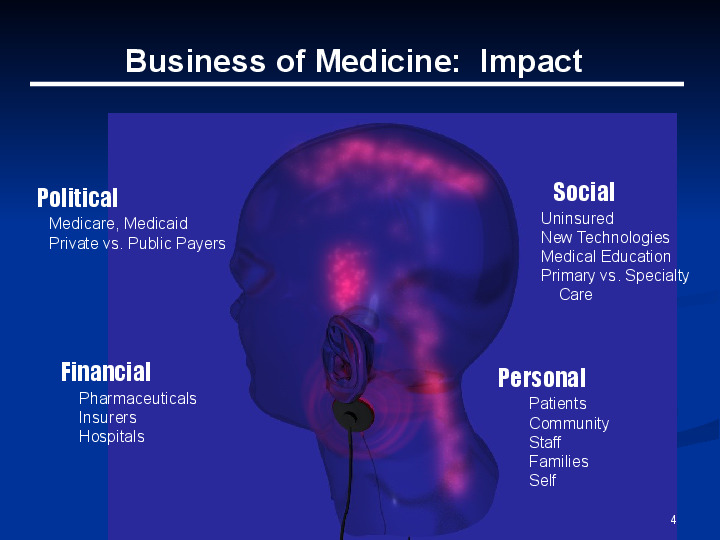 Business of Medicine:  Impact
Political
Medicare, Medicaid
Private vs. Public Payers
Social
Uninsured
New Technologies
Medical Education
Primary vs. Specialty
Care
Financial
Pharmaceuticals
Insurers
Hospitals
Personal
Patients
Community
Staff
Families
Self
4